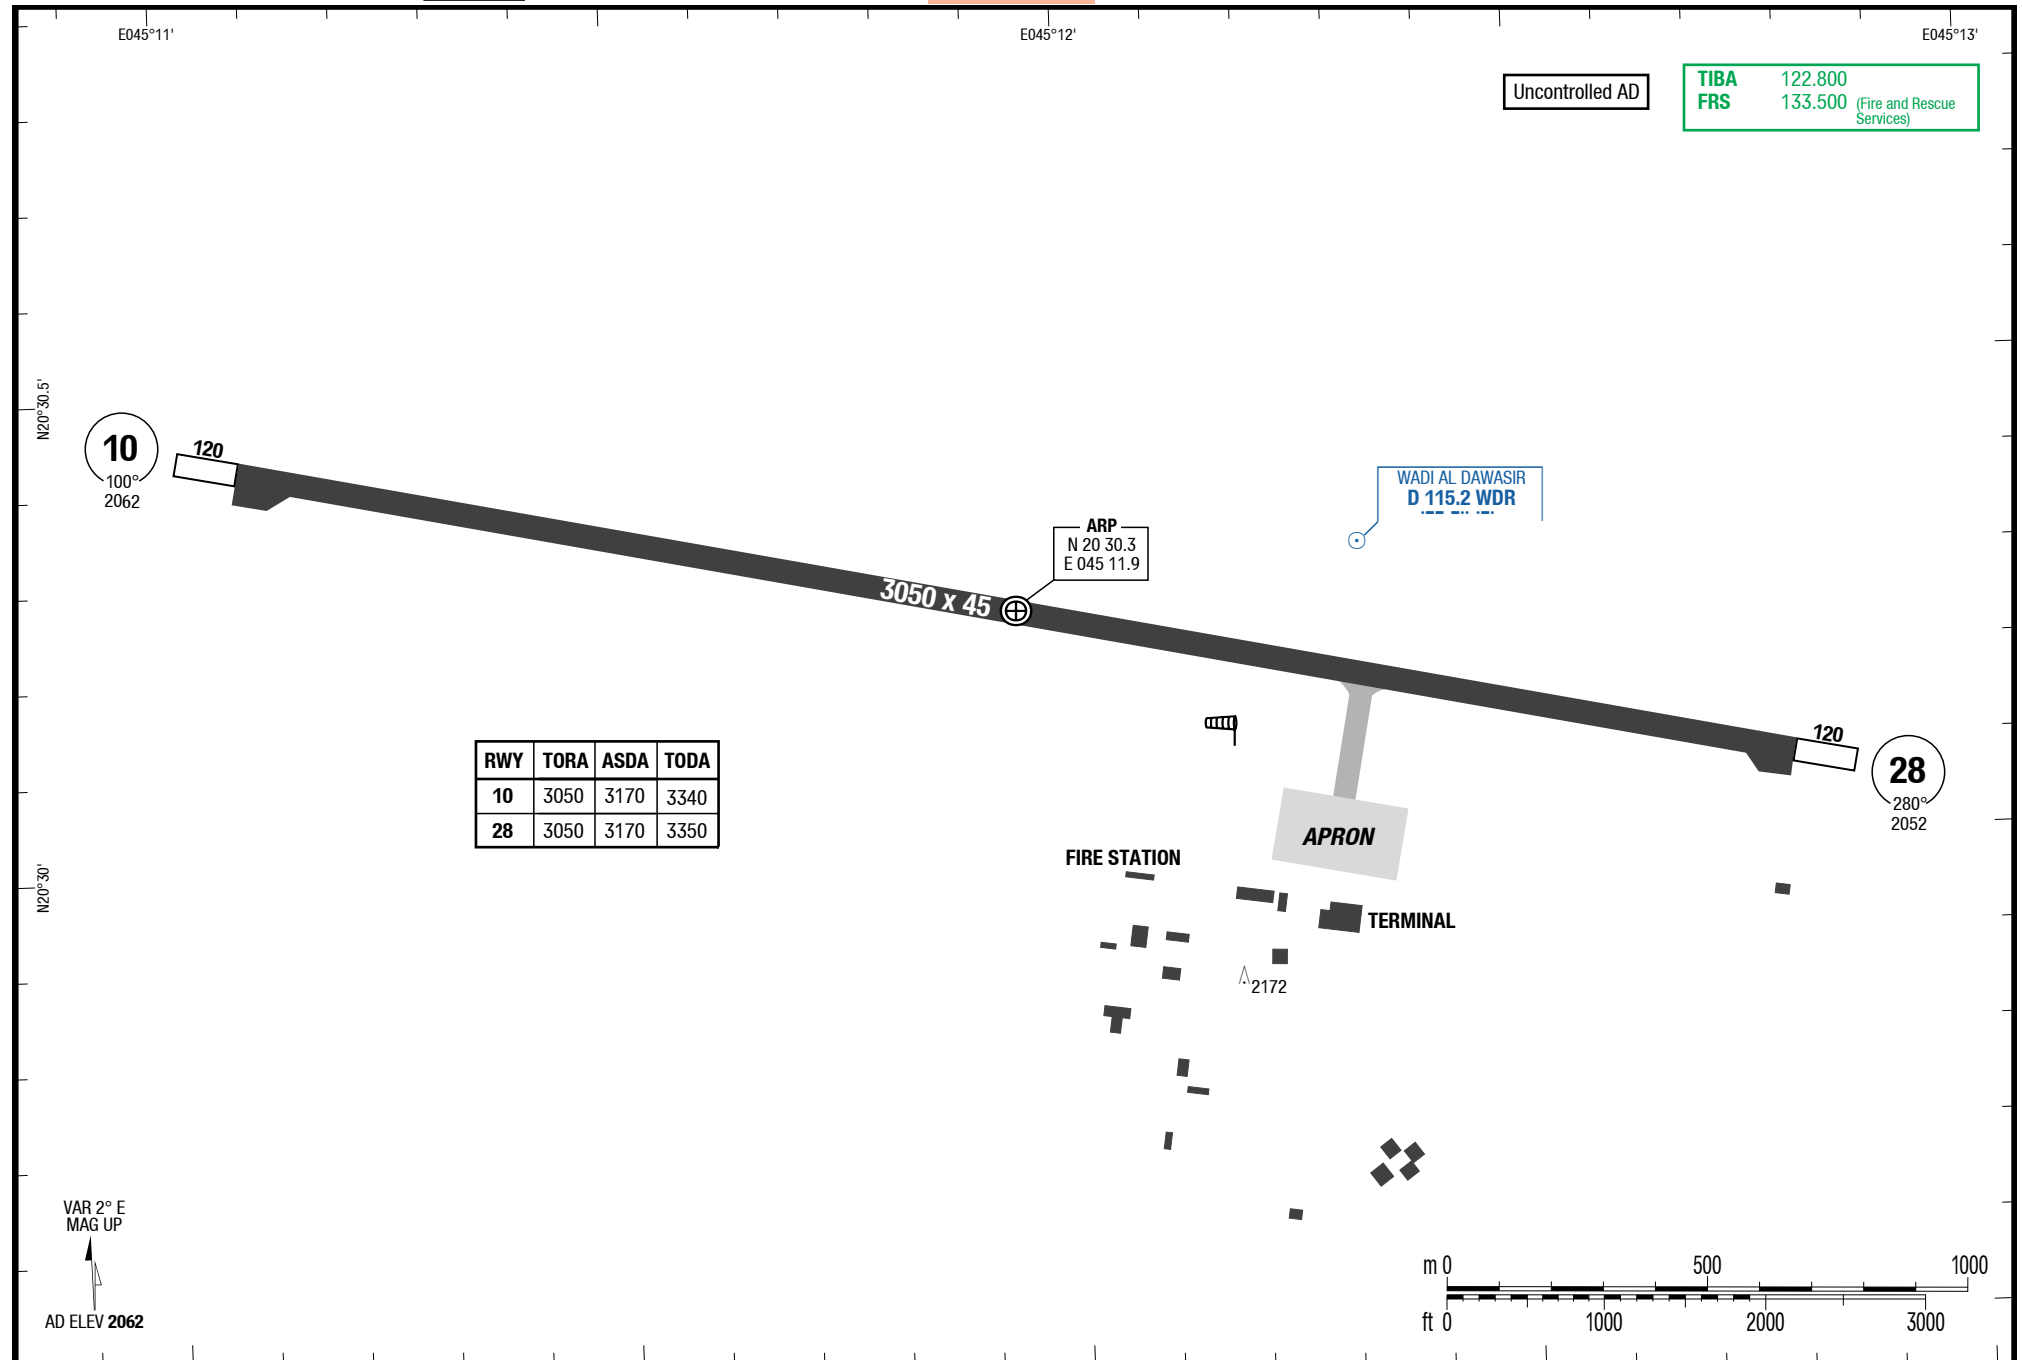 E045°11'
E045°12'
E045°13'
Uncontrolled AD
TIBA 122.800
FRS 133.500 (Fire and Rescue
Services)
N20°30.5'
10
100°
2062
120
WADI AL DAWASIR
D 115.2 WDR
ARP
N 20 30.3
E 045 11.9
3050 x 45
120
28
280°
2052
RWY TORA ASDA TODA
10 3050 3170 3340
28 3050 3170 3350
APRON
FIRE STATION
N20°30'
TERMINAL
2172
VAR 2° E
MAG UP
AD ELEV 2062
m 0 500 1000
ft 0 1000 2000 3000